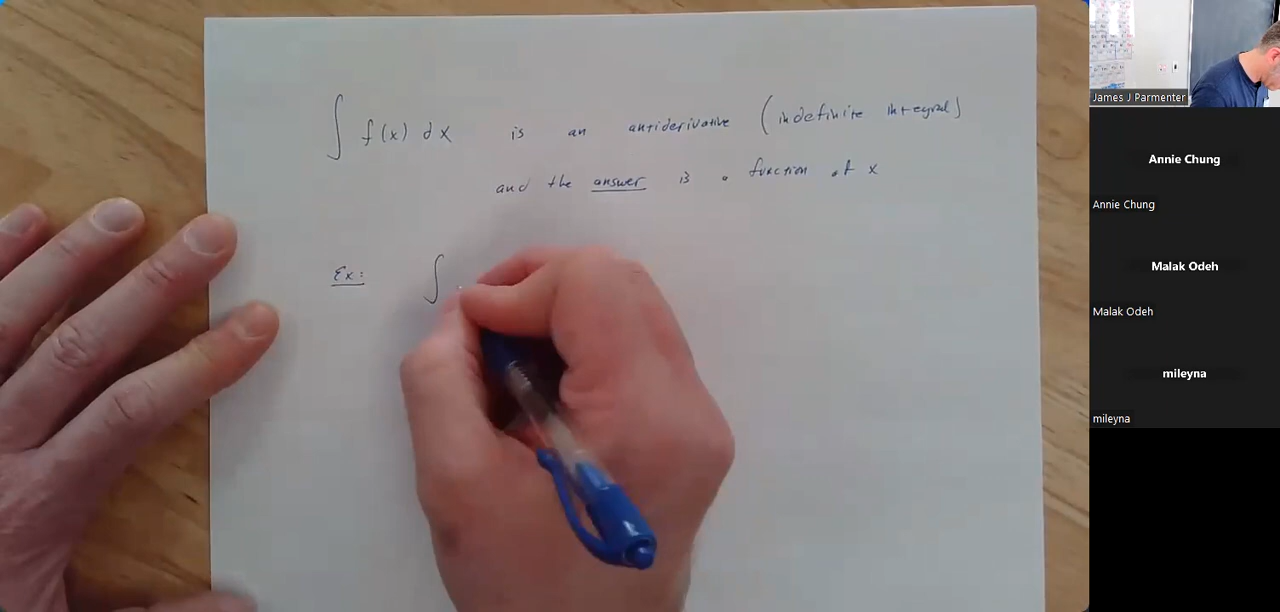 ∫ f(x) dx is an antiderivative (indefinite integral)
and the answer is a function of x
Ex: ∫
James J Parmenter
Annie Chung
Annie Chung
Malak Odeh
Malak Odeh
mileyna
mileyna